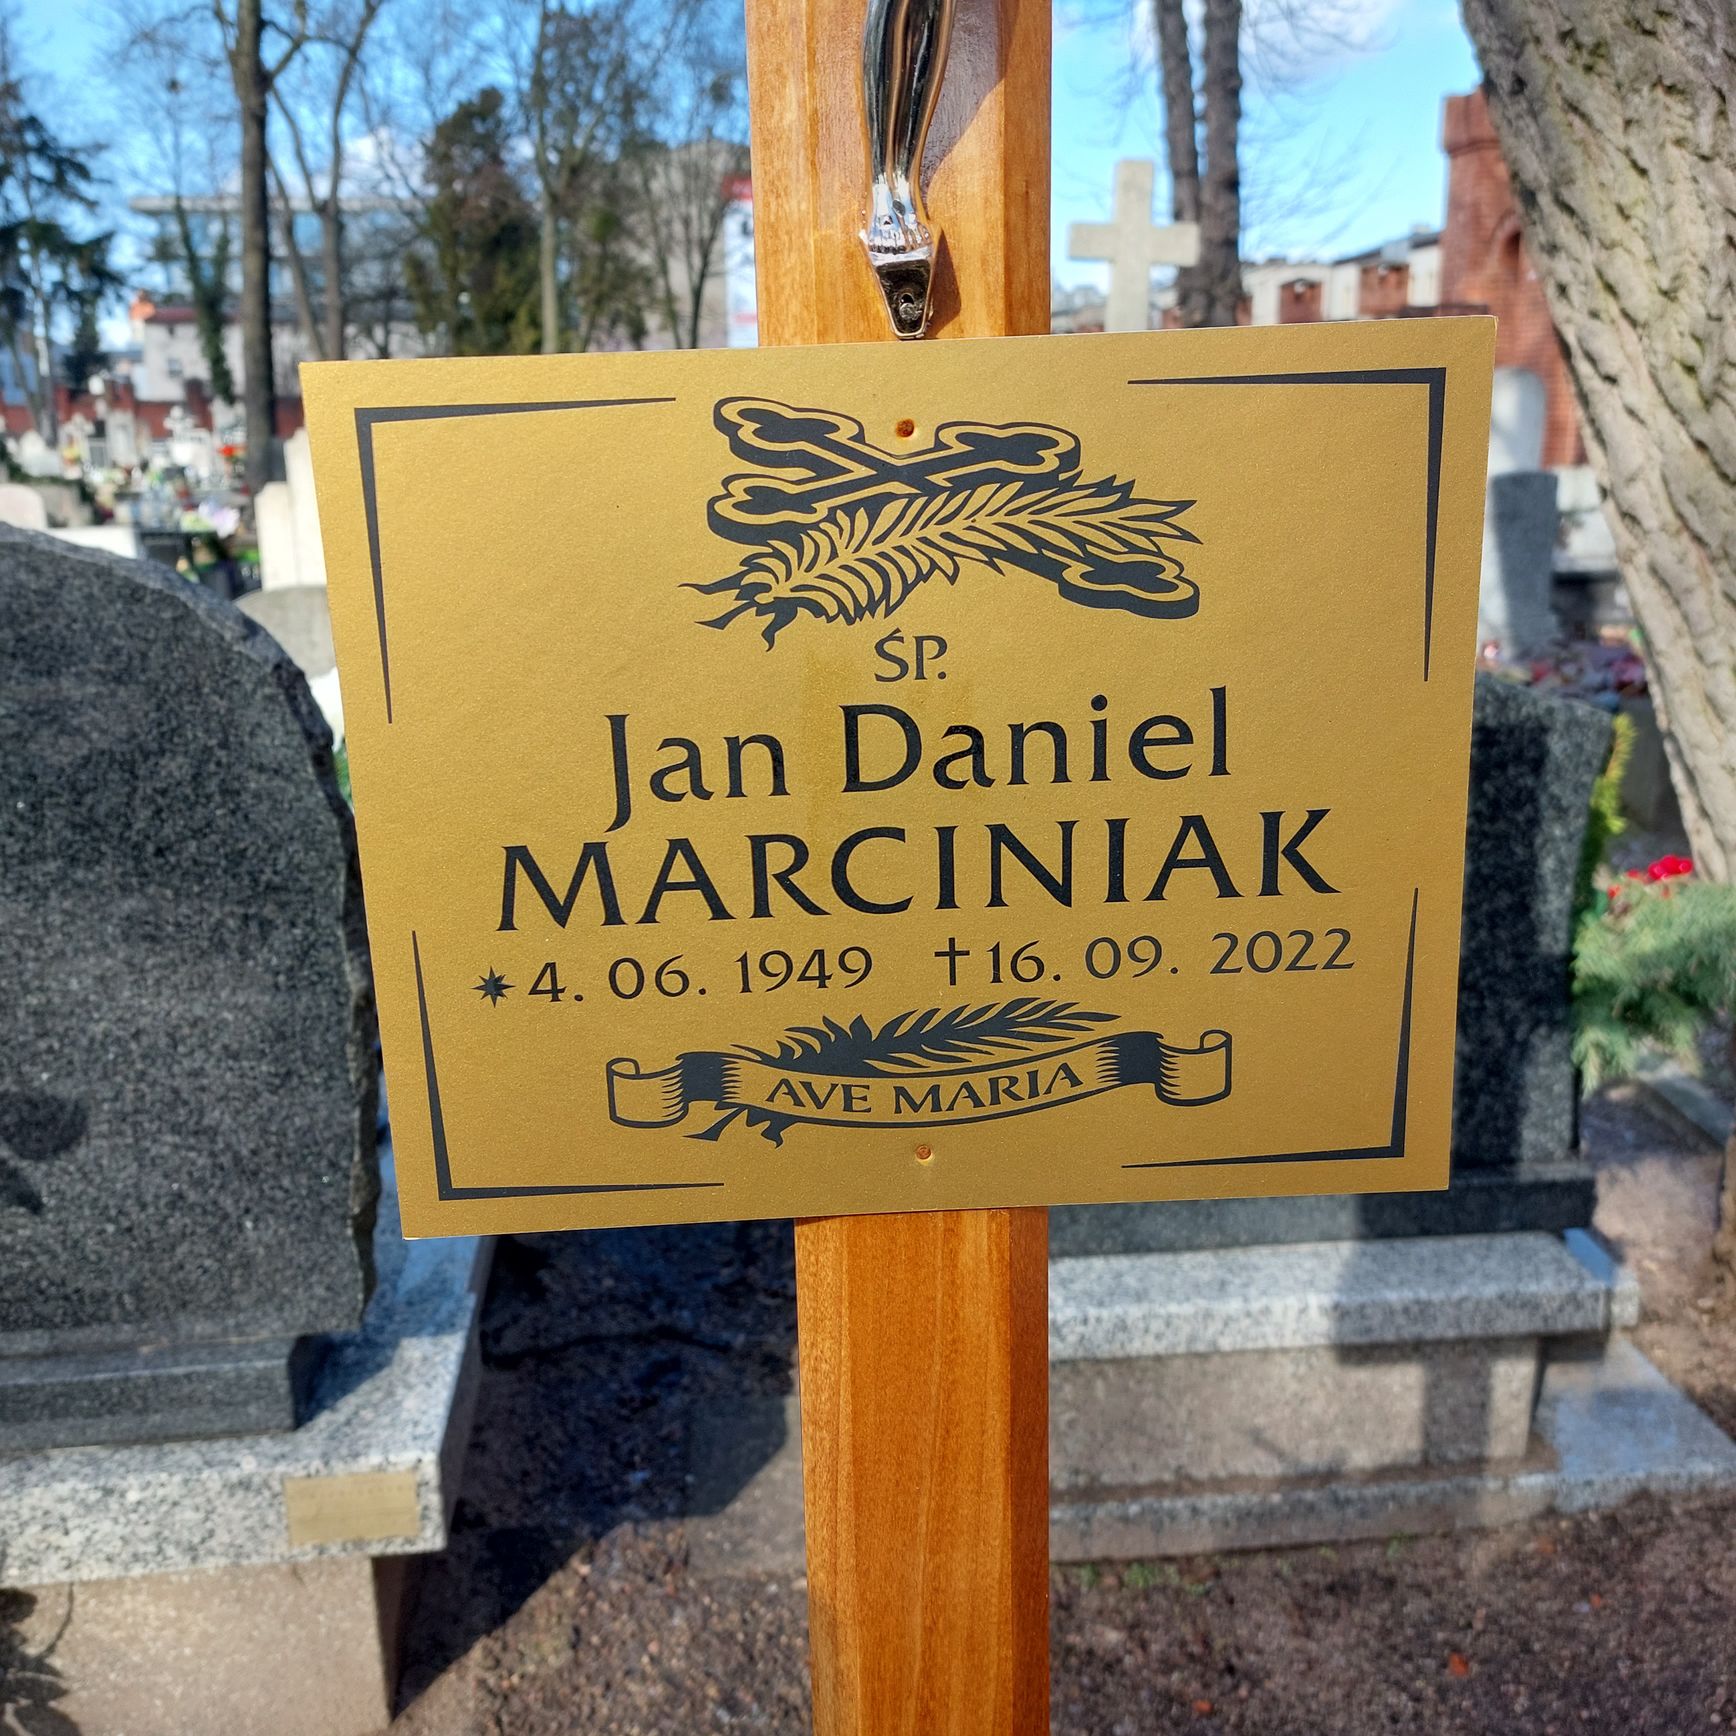 ŚP.
Jan Daniel
MARCINIAK
✴4. 06. 1949 †16. 09. 2022
AVE MARIA